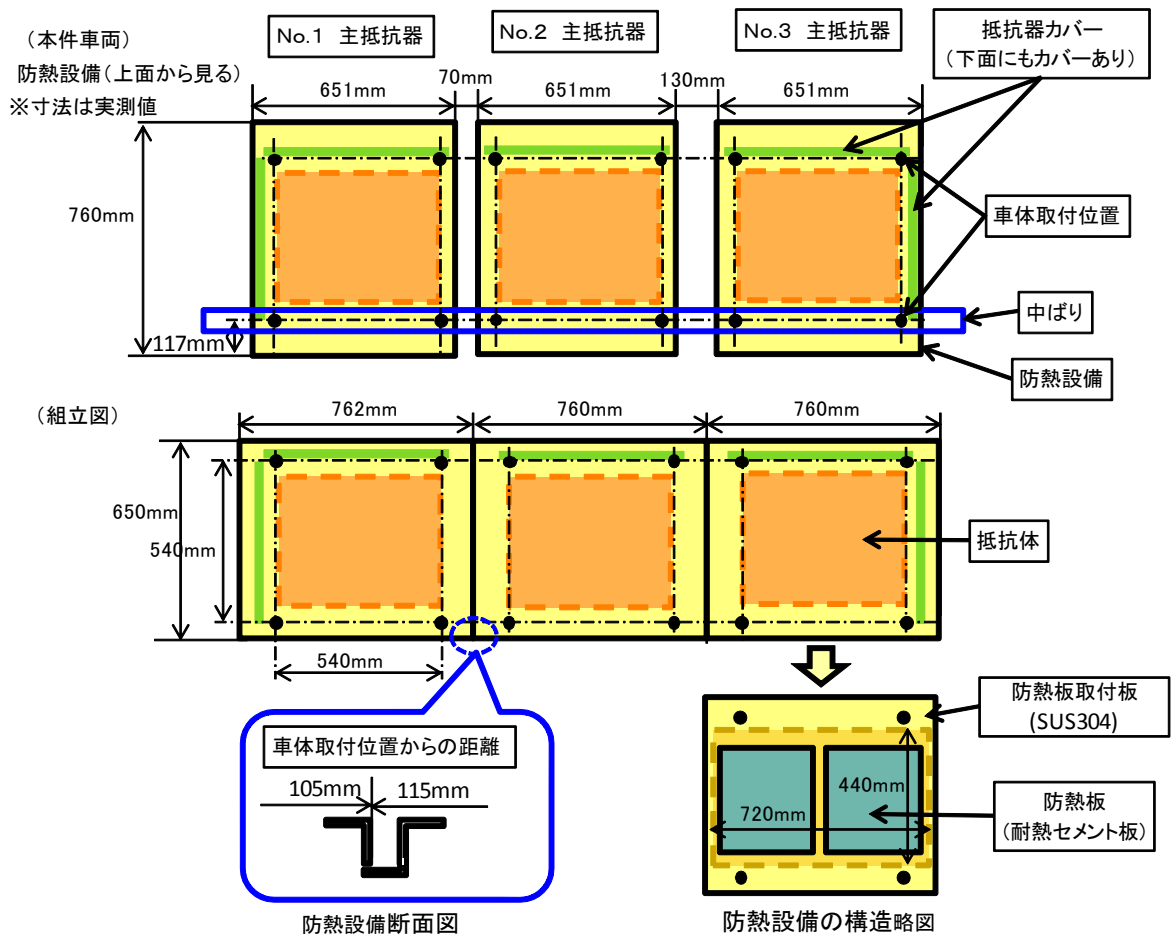 （本件車両）
防熱設備（上面から見る）
※寸法は実測値
No.1 主抵抗器
No.2 主抵抗器
No.3 主抵抗器
抵抗器カバー
（下面にもカバーあり）
651mm
70mm
651mm
130mm
651mm
760mm
車体取付位置
中ばり
117mm
防熱設備
（組立図）
762mm
760mm
760mm
650mm
540mm
抵抗体
540mm
車体取付位置からの距離
105mm
115mm
防熱設備断面図
防熱板取付板
(SUS304)
440mm
720mm
防熱板
（耐熱セメント板）
防熱設備の構造略図